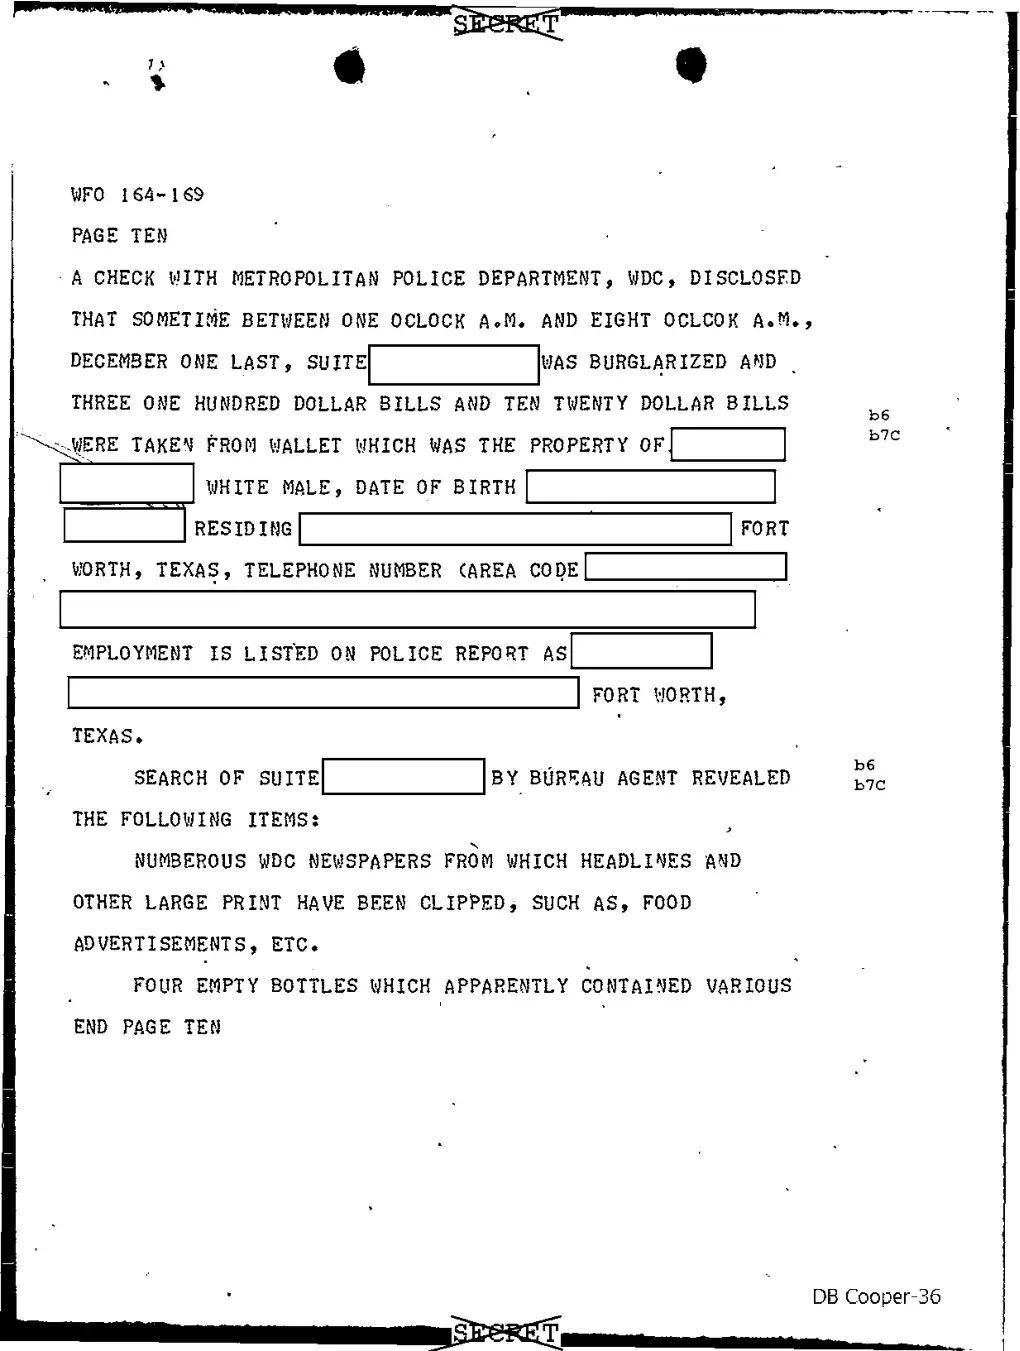 SECRET
WFO 164-169
PAGE TEN
A CHECK WITH METROPOLITAN POLICE DEPARTMENT, WDC, DISCLOSED
THAT SOMETIME BETWEEN ONE OCLOCK A.M. AND EIGHT OCLCOK A.M.,
DECEMBER ONE LAST, SUITE WAS BURGLARIZED AND
THREE ONE HUNDRED DOLLAR BILLS AND TEN TWENTY DOLLAR BILLS
b6
WERE TAKEN FROM WALLET WHICH WAS THE PROPERTY OF
b7C
WHITE MALE, DATE OF BIRTH
RESIDING FORT
WORTH, TEXAS, TELEPHONE NUMBER (AREA CODE
EMPLOYMENT IS LISTED ON POLICE REPORT AS
FORT WORTH,
TEXAS.
SEARCH OF SUITE BY BUREAU AGENT REVEALED
b6
b7C
THE FOLLOWING ITEMS:
NUMBEROUS WDC NEWSPAPERS FROM WHICH HEADLINES AND
OTHER LARGE PRINT HAVE BEEN CLIPPED, SUCH AS, FOOD
ADVERTISEMENTS, ETC.
FOUR EMPTY BOTTLES WHICH APPARENTLY CONTAINED VARIOUS
END PAGE TEN
DB Cooper-36
SECRET